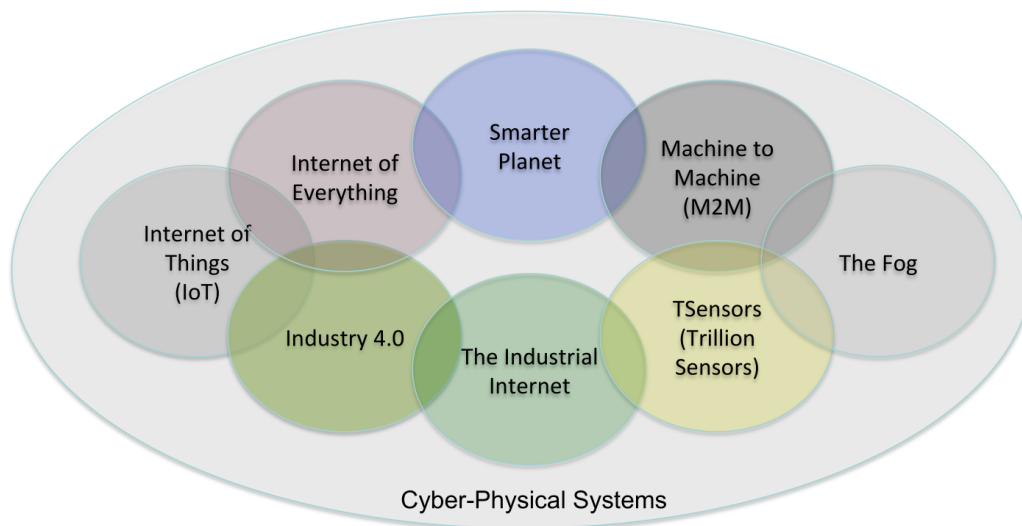 Smarter
Planet
Internet of
Everything
Machine to
Machine
(M2M)
Internet of
Things
(IoT)
The Fog
Industry 4.0
The Industrial
Internet
TSensors
(Trillion
Sensors)
Cyber-Physical Systems